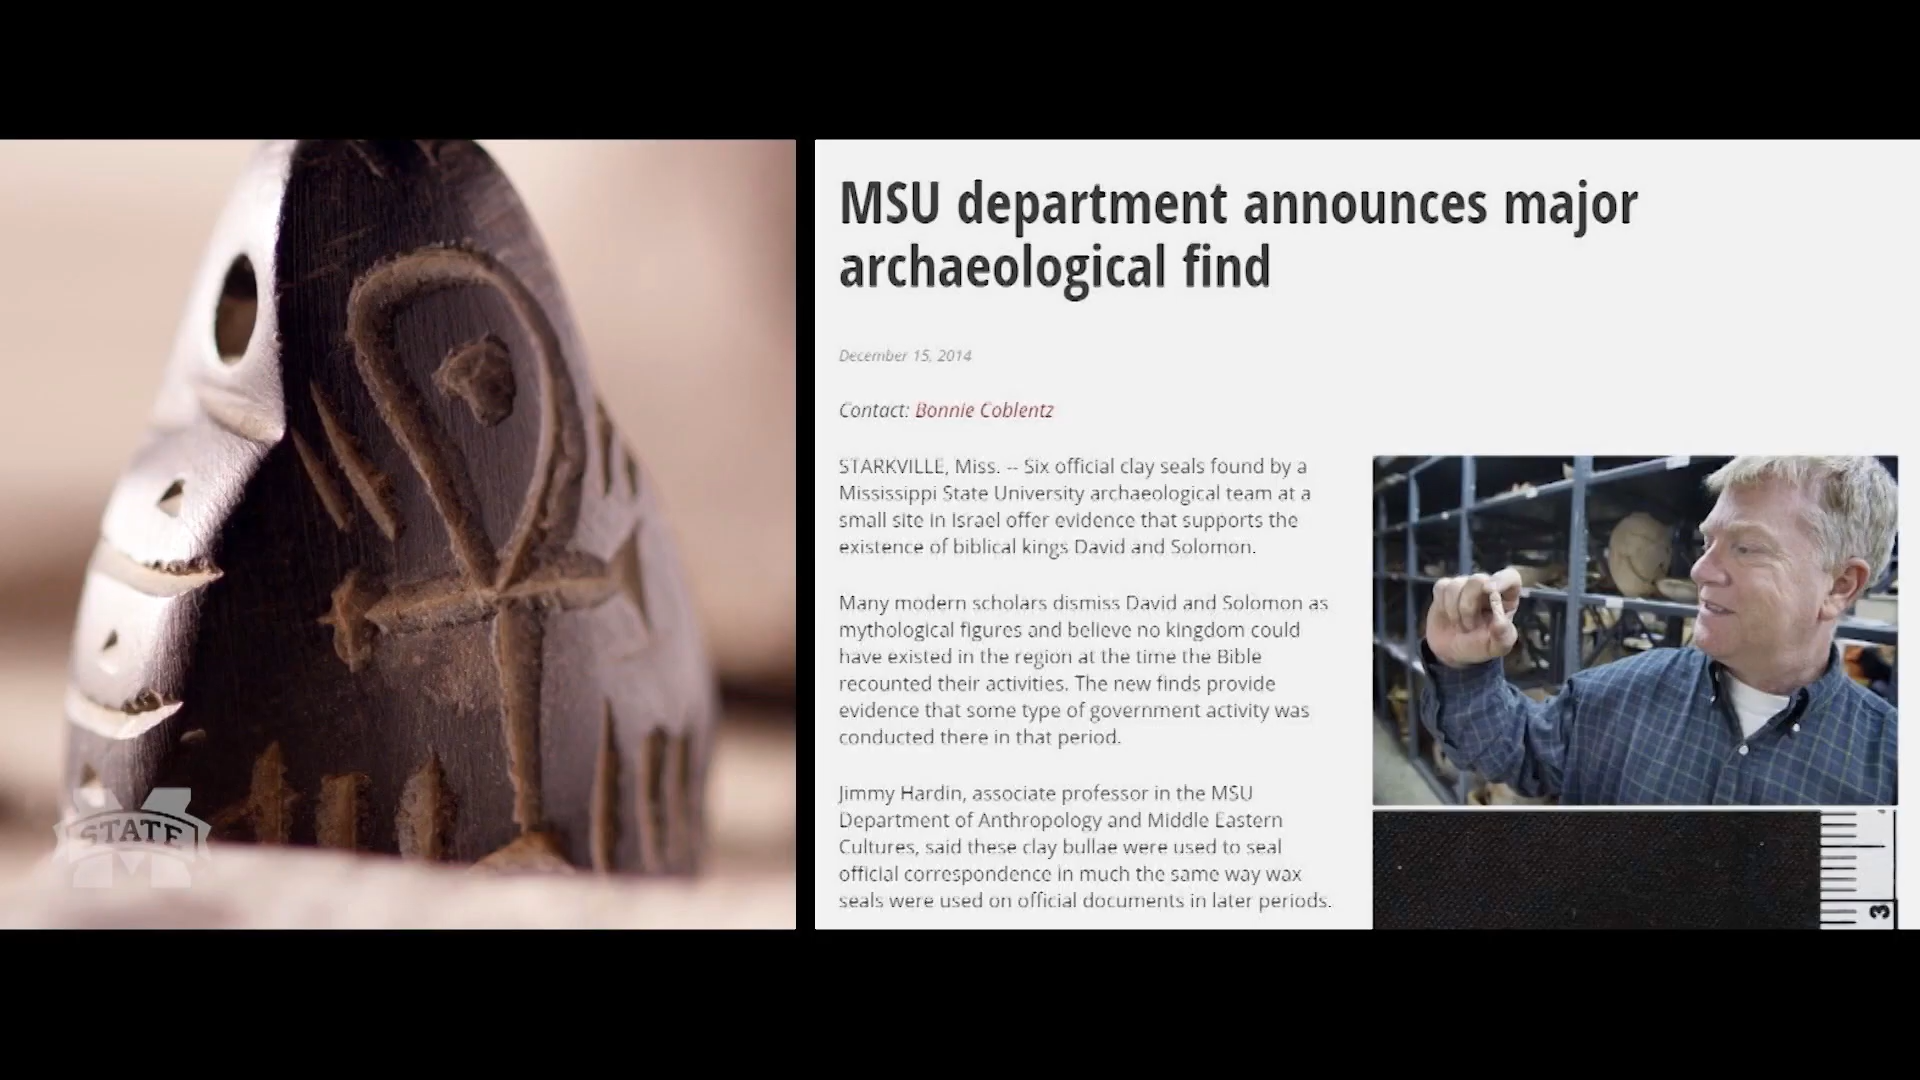 MSU department announces major
archaeological find
December 15, 2014
Contact: Bonnie Coblentz
STARKVILLE, Miss. -- Six official clay seals found by a
Mississippi State University archaeological team at a
small site in Israel offer evidence that supports the
existence of biblical kings David and Solomon.
Many modern scholars dismiss David and Solomon as
mythological figures and believe no kingdom could
have existed in the region at the time the Bible
recounted their activities. The new finds provide
evidence that some type of government activity was
conducted there in that period.
Jimmy Hardin, associate professor in the MSU
Department of Anthropology and Middle Eastern
Cultures, said these clay bullae were used to seal
official correspondence in much the same way wax
seals were used on official documents in later periods.
3
M
STATE